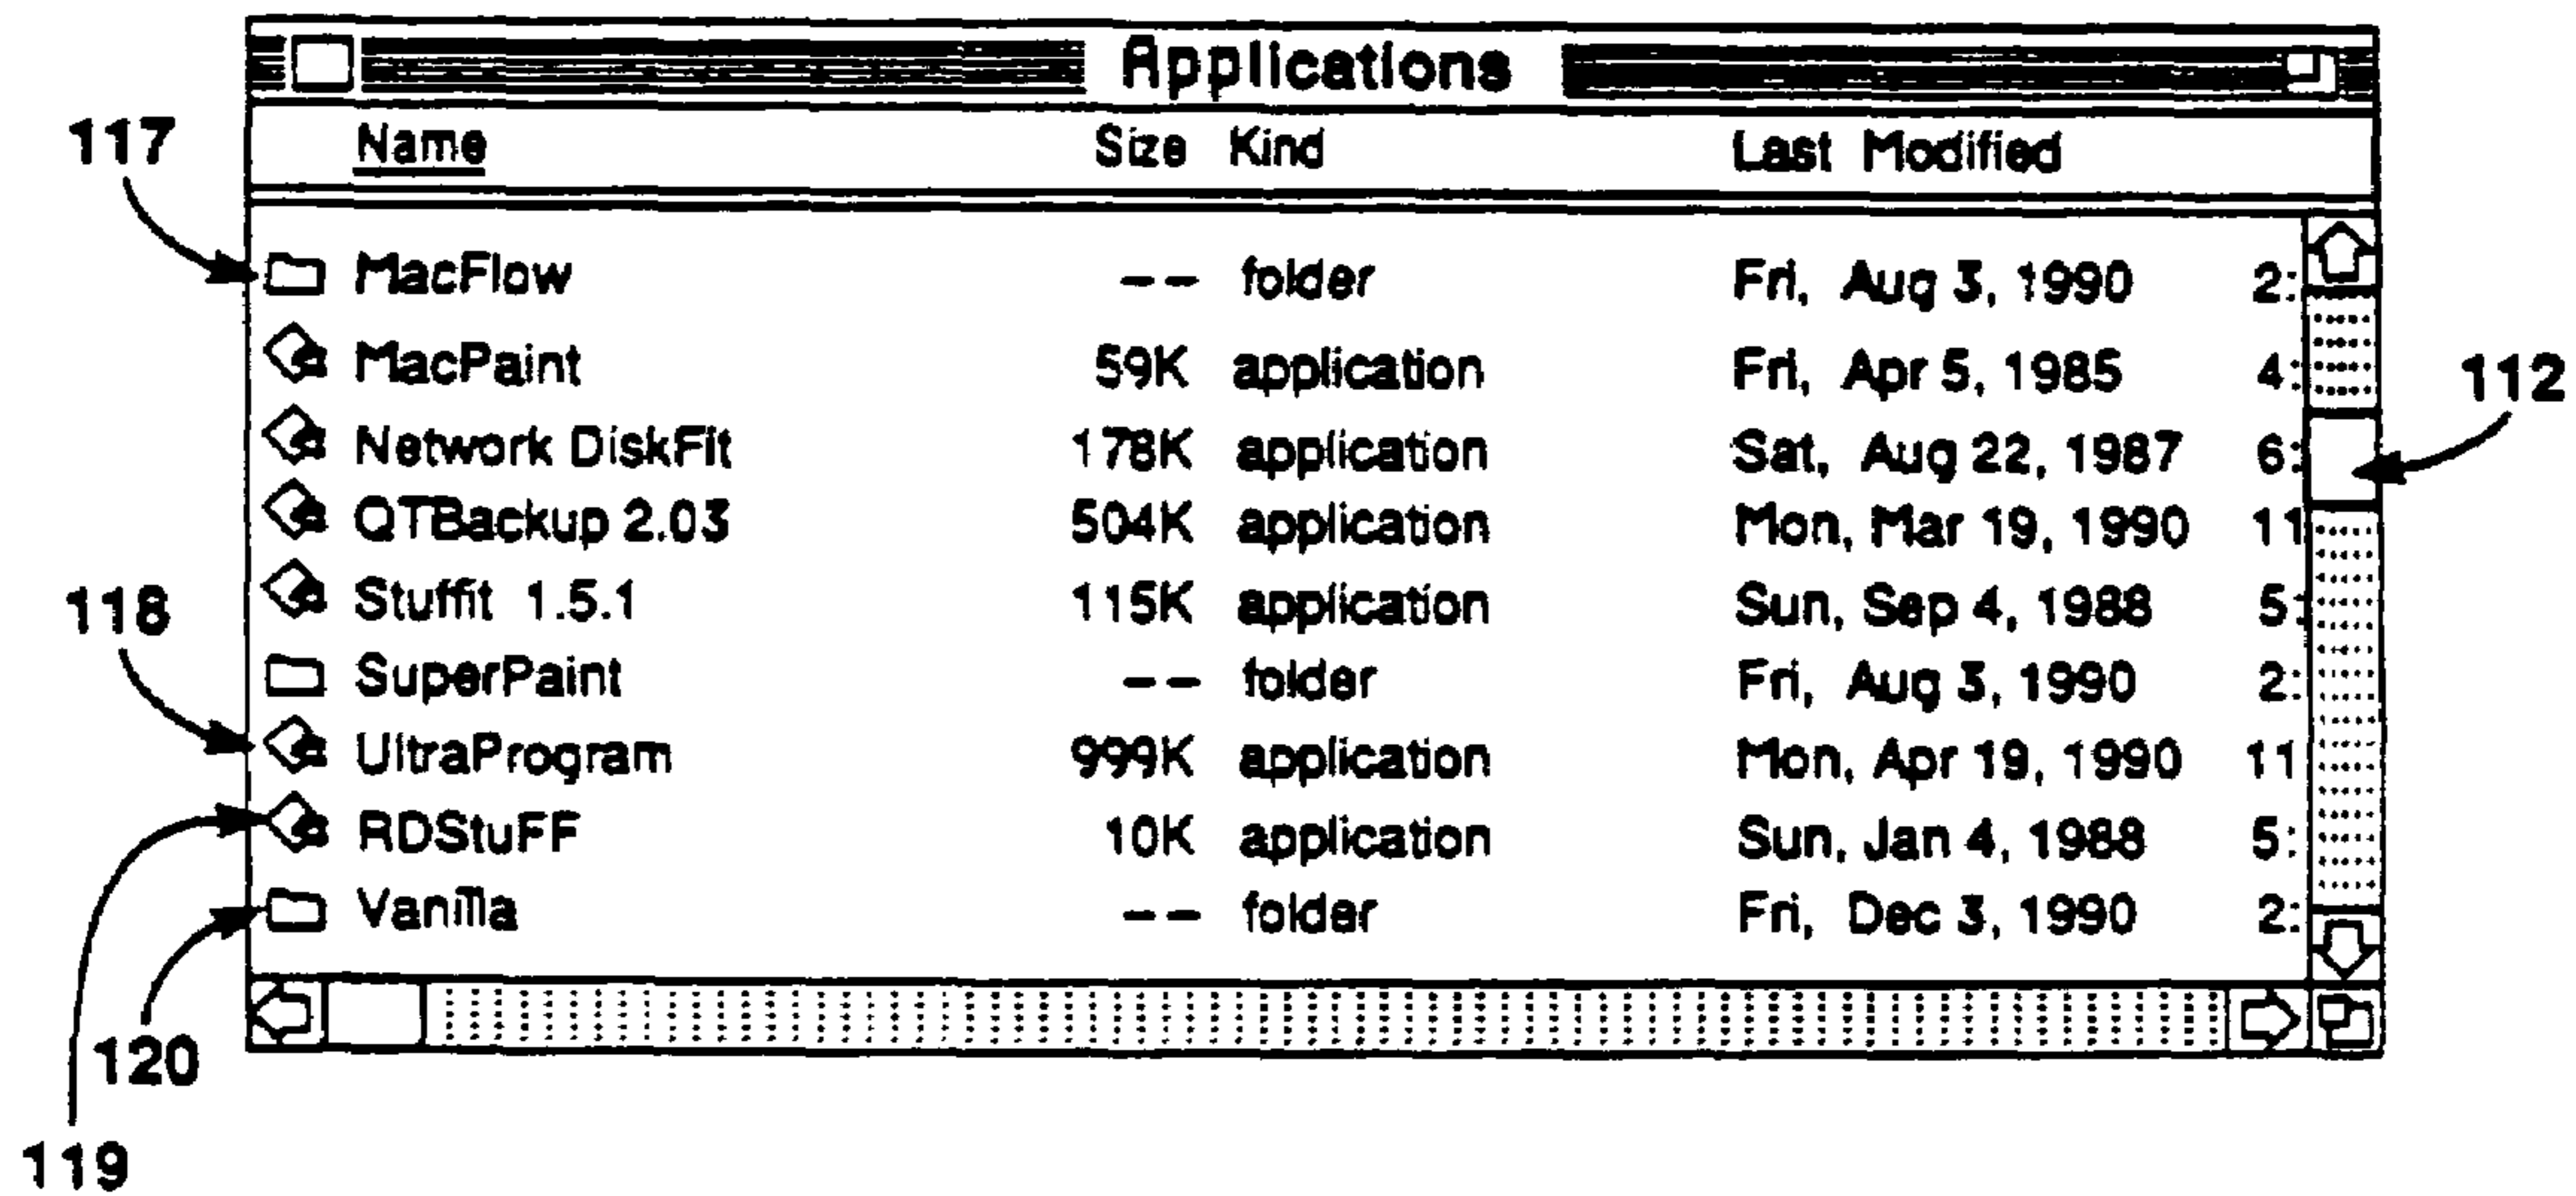 Applications
Name Size Kind Last Modified
117
MacFlow -- folder Fri, Aug 3, 1990 2:
MacPaint 59K application Fri, Apr 5, 1985 4:
112
Network DiskFit 178K application Sat, Aug 22, 1987 6:
QTBackup 2.03 504K application Mon, Mar 19, 1990 11
Stuffit 1.5.1 115K application Sun, Sep 4, 1988 5:
118
SuperPaint -- folder Fri, Aug 3, 1990 2:
UltraProgram 999K application Mon, Apr 19, 1990 11
RDStuFF 10K application Sun, Jan 4, 1988 5:
Vanilla -- folder Fri, Dec 3, 1990 2:
120
119